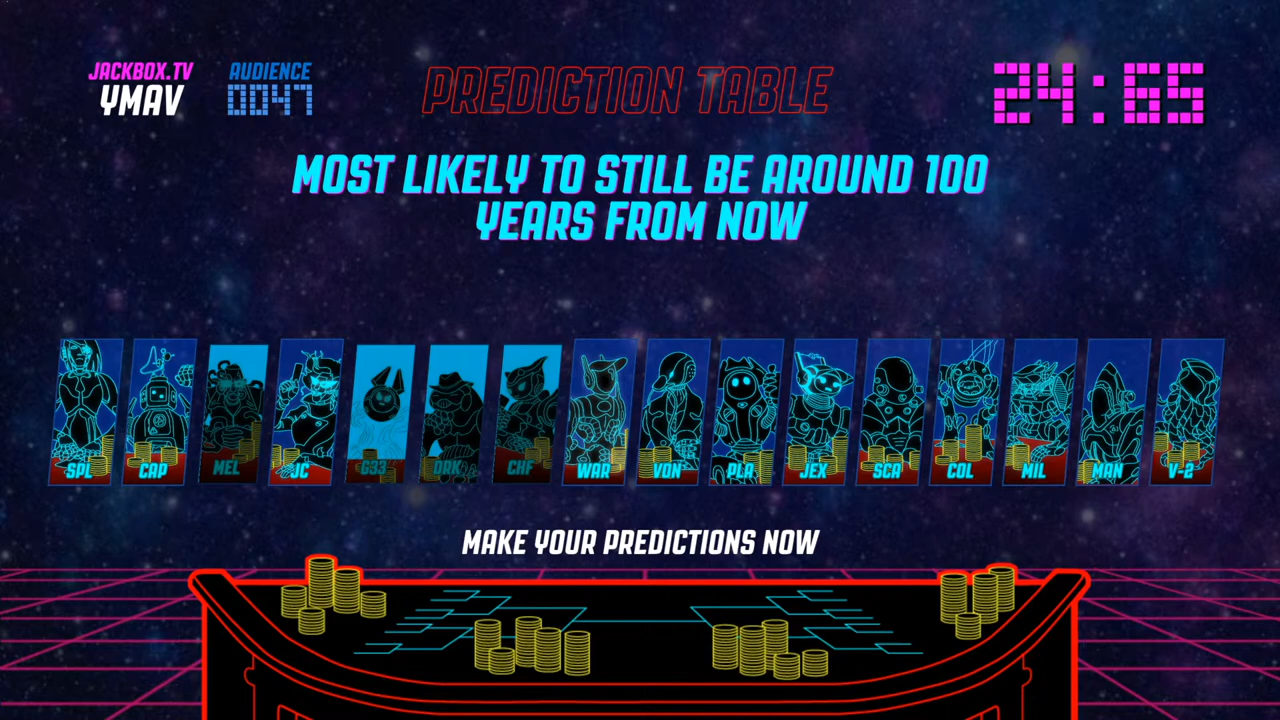 JACKBOX.TV
YMAV
AUDIENCE
0047
PREDICTION TABLE
24:65
MOST LIKELY TO STILL BE AROUND 100
YEARS FROM NOW
SPL CAP MEL JC G33 DRK CHF WAR VON PLA JEX SCA COL MIL MAN V-2
MAKE YOUR PREDICTIONS NOW